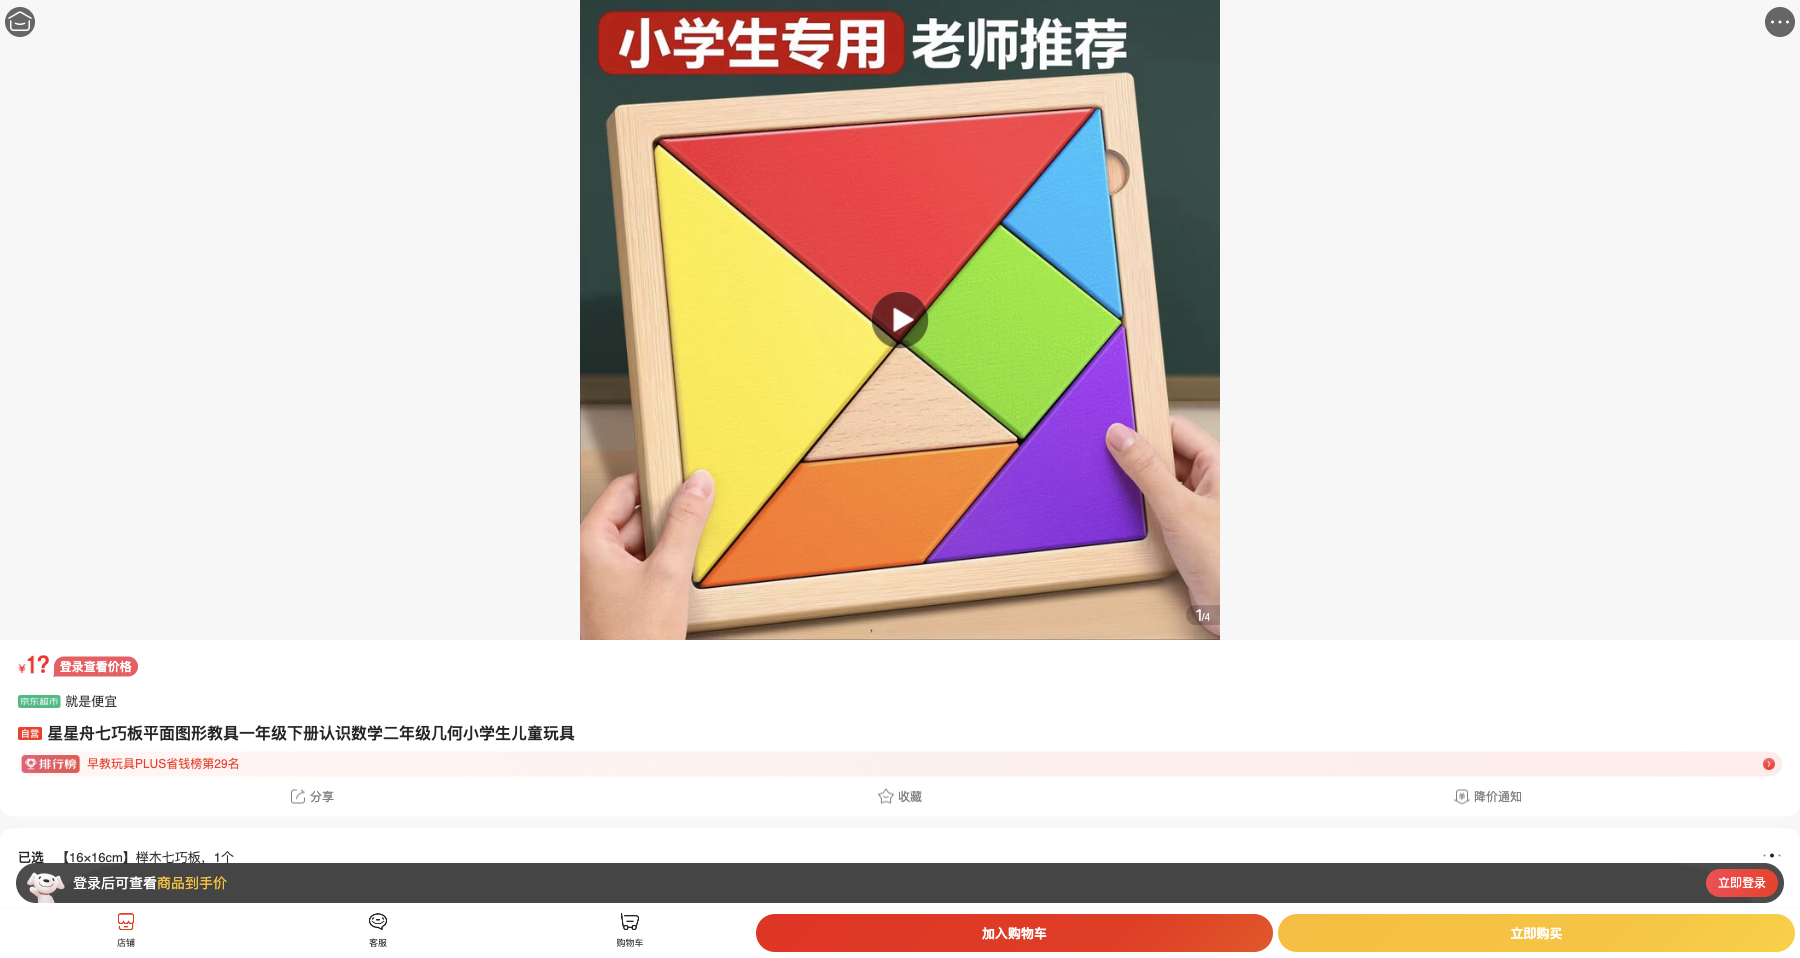 小学生专用 老师推荐
1/4
¥1? 登录查看价格
京东超市 就是便宜
自营 星星舟七巧板平面图形教具一年级下册认识数学二年级几何小学生儿童玩具
排行榜 早教玩具PLUS省钱榜第29名
分享 收藏 降价通知
已选 【16×16cm】榉木七巧板，1个
登录后可查看商品到手价 立即登录
店铺 客服 购物车 加入购物车 立即购买